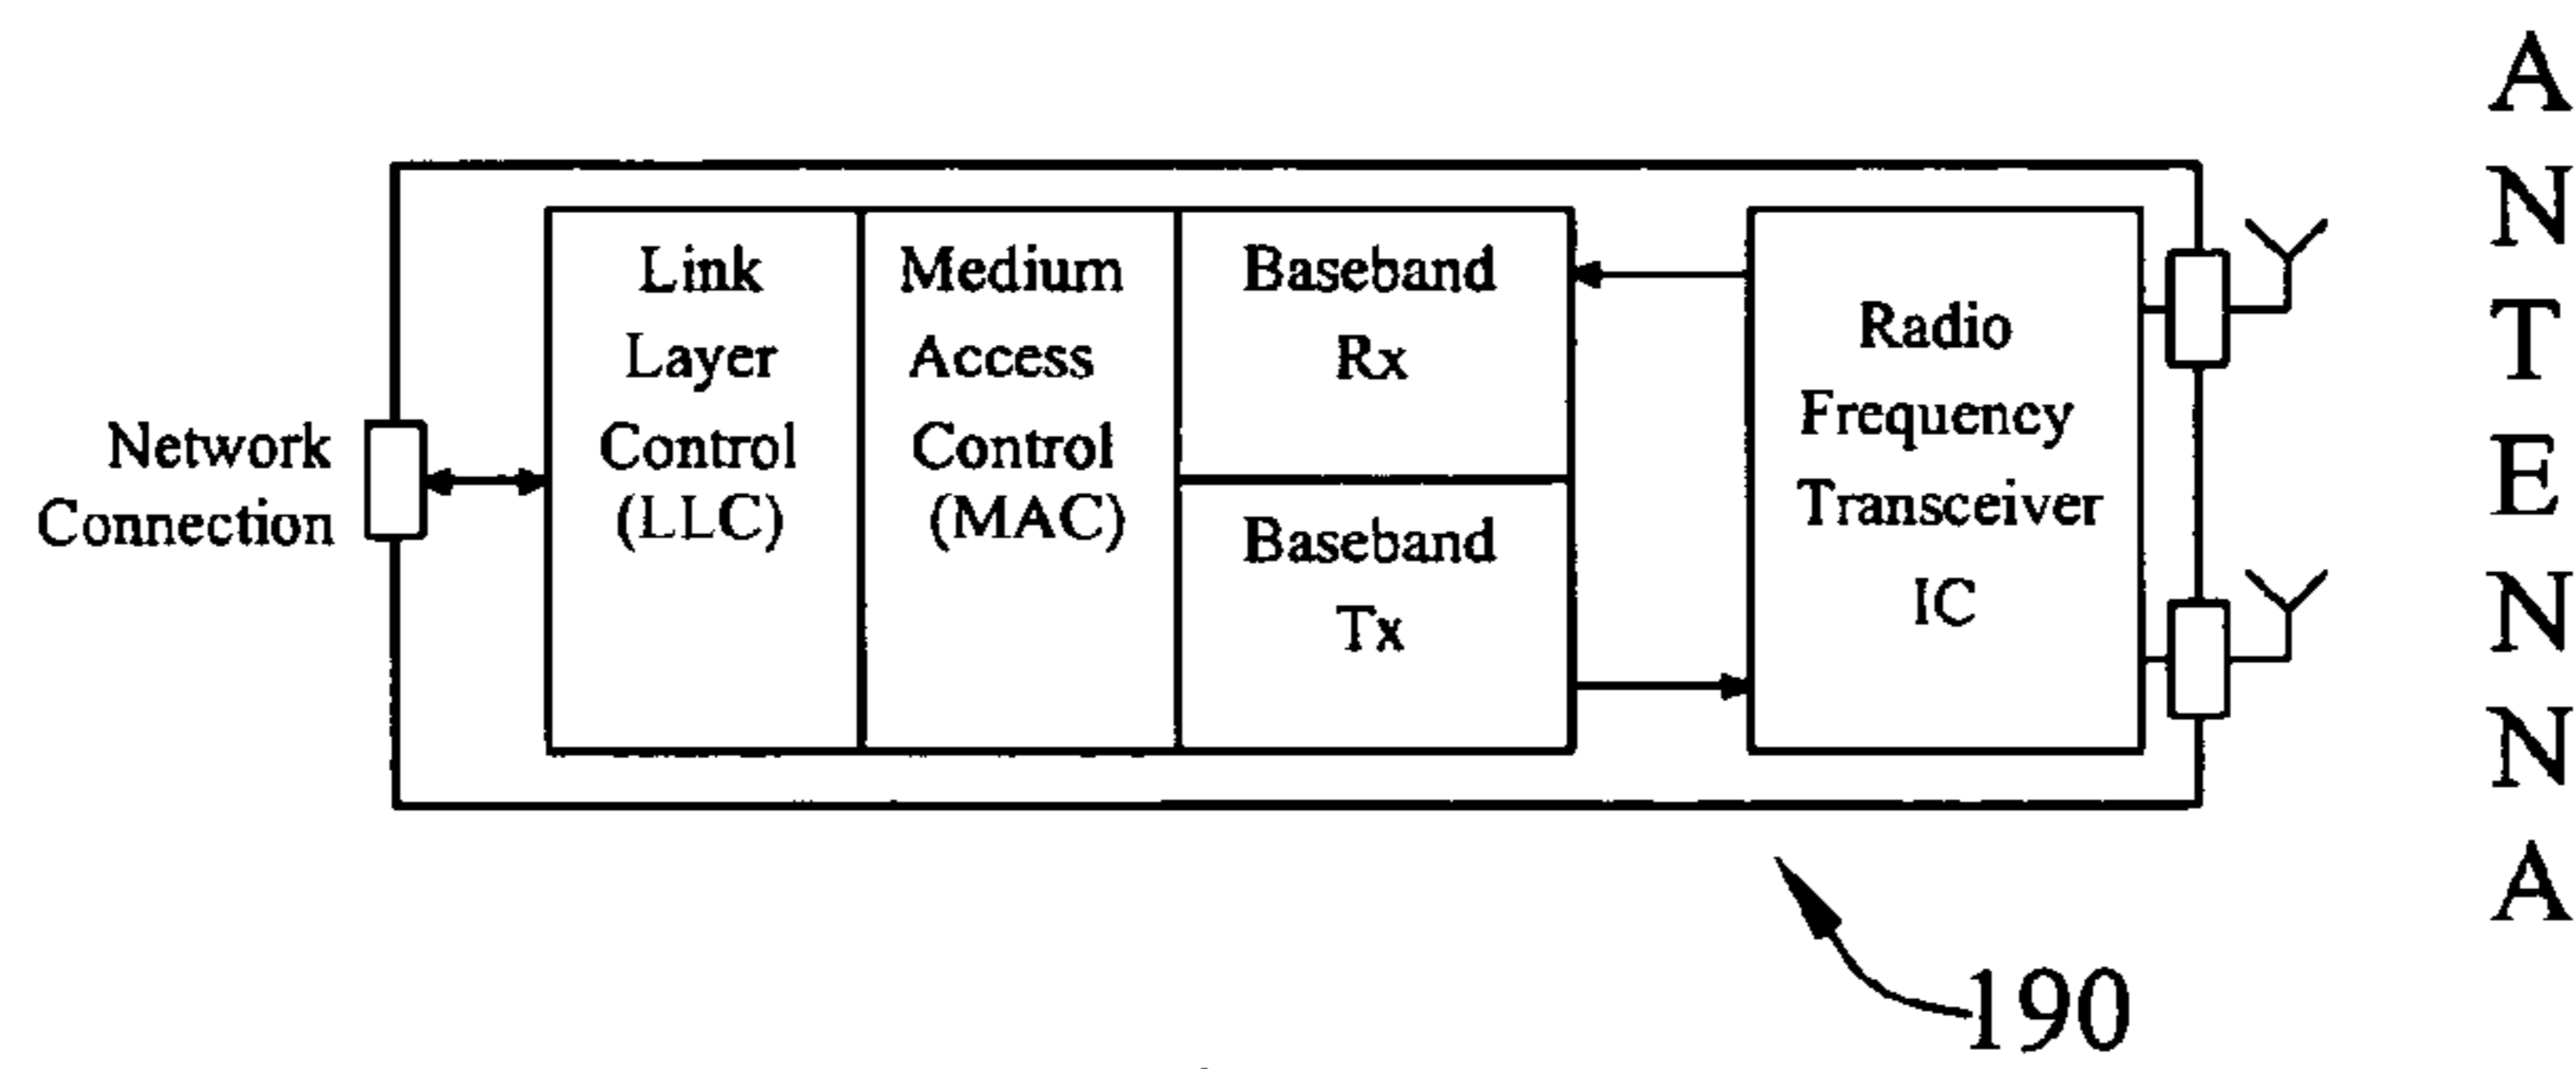 Network
Connection
Link
Layer
Control
(LLC)
Medium
Access
Control
(MAC)
Baseband
Rx
Baseband
Tx
Radio
Frequency
Transceiver
IC
A
N
T
E
N
N
A
190